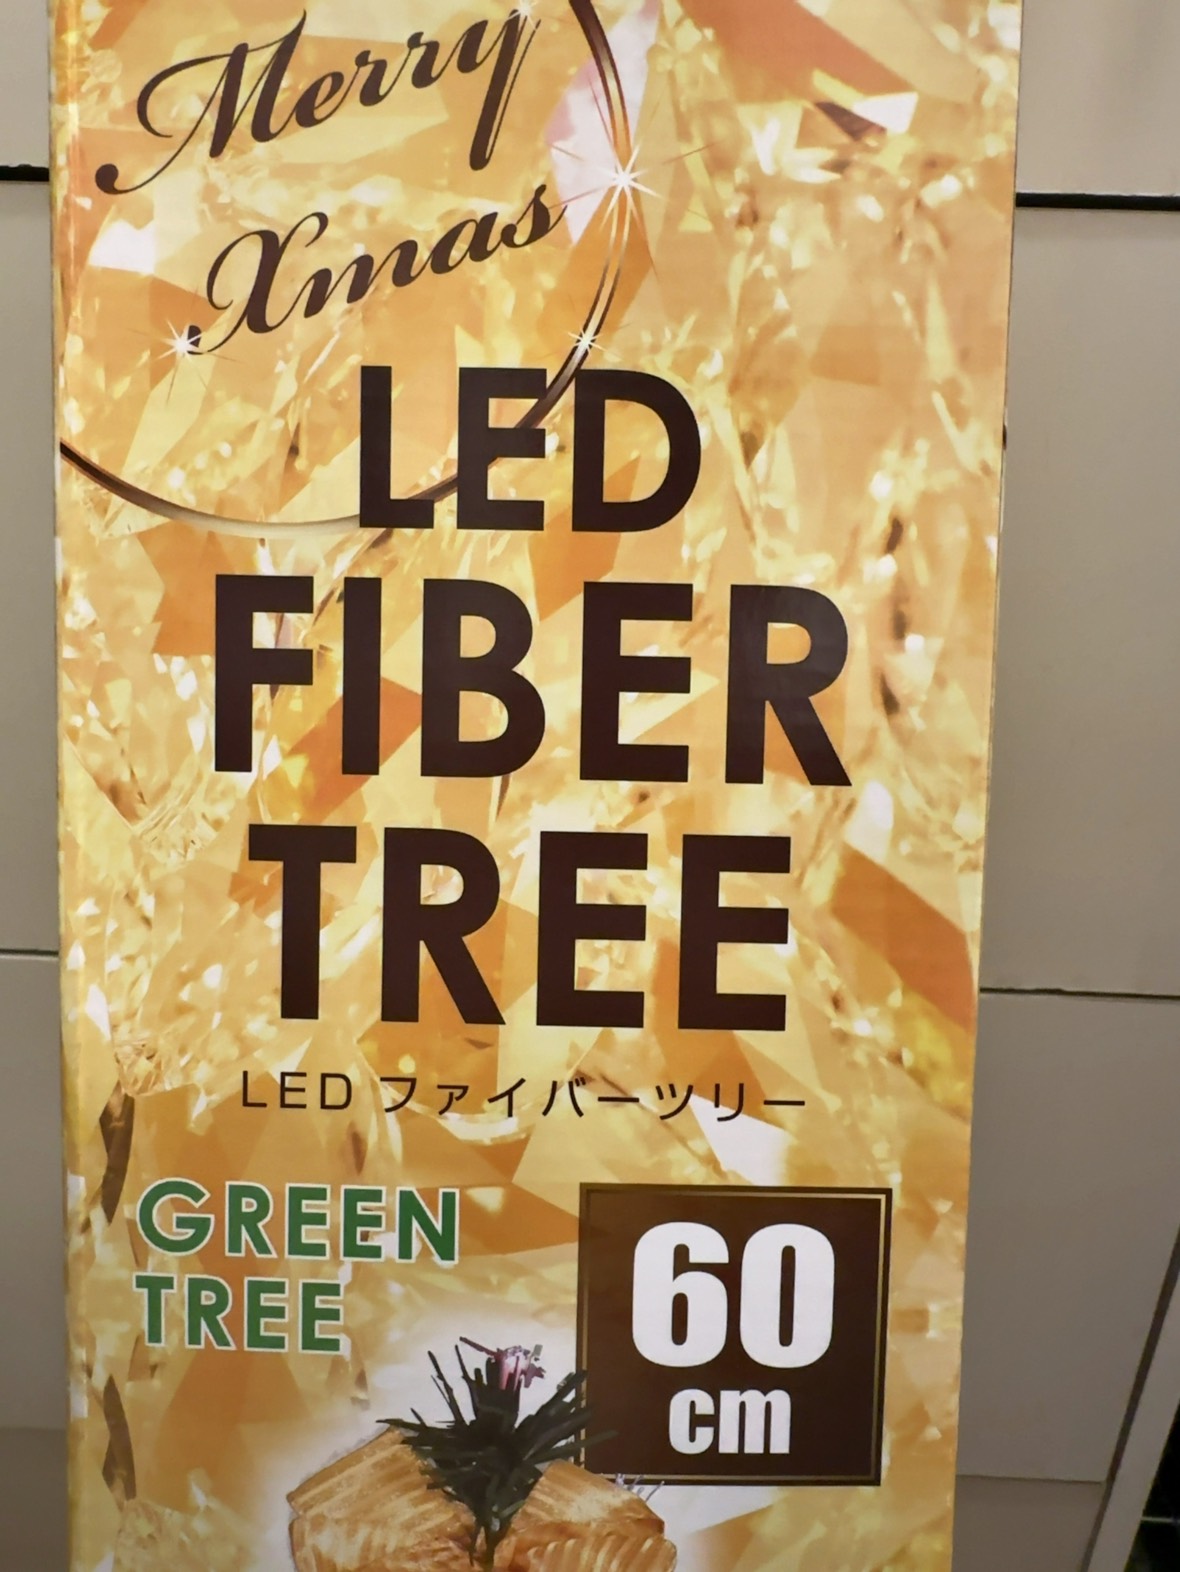 Merry
Xmas
LED
FIBER
TREE
LED ファイバーツリー
GREEN
TREE
60
cm